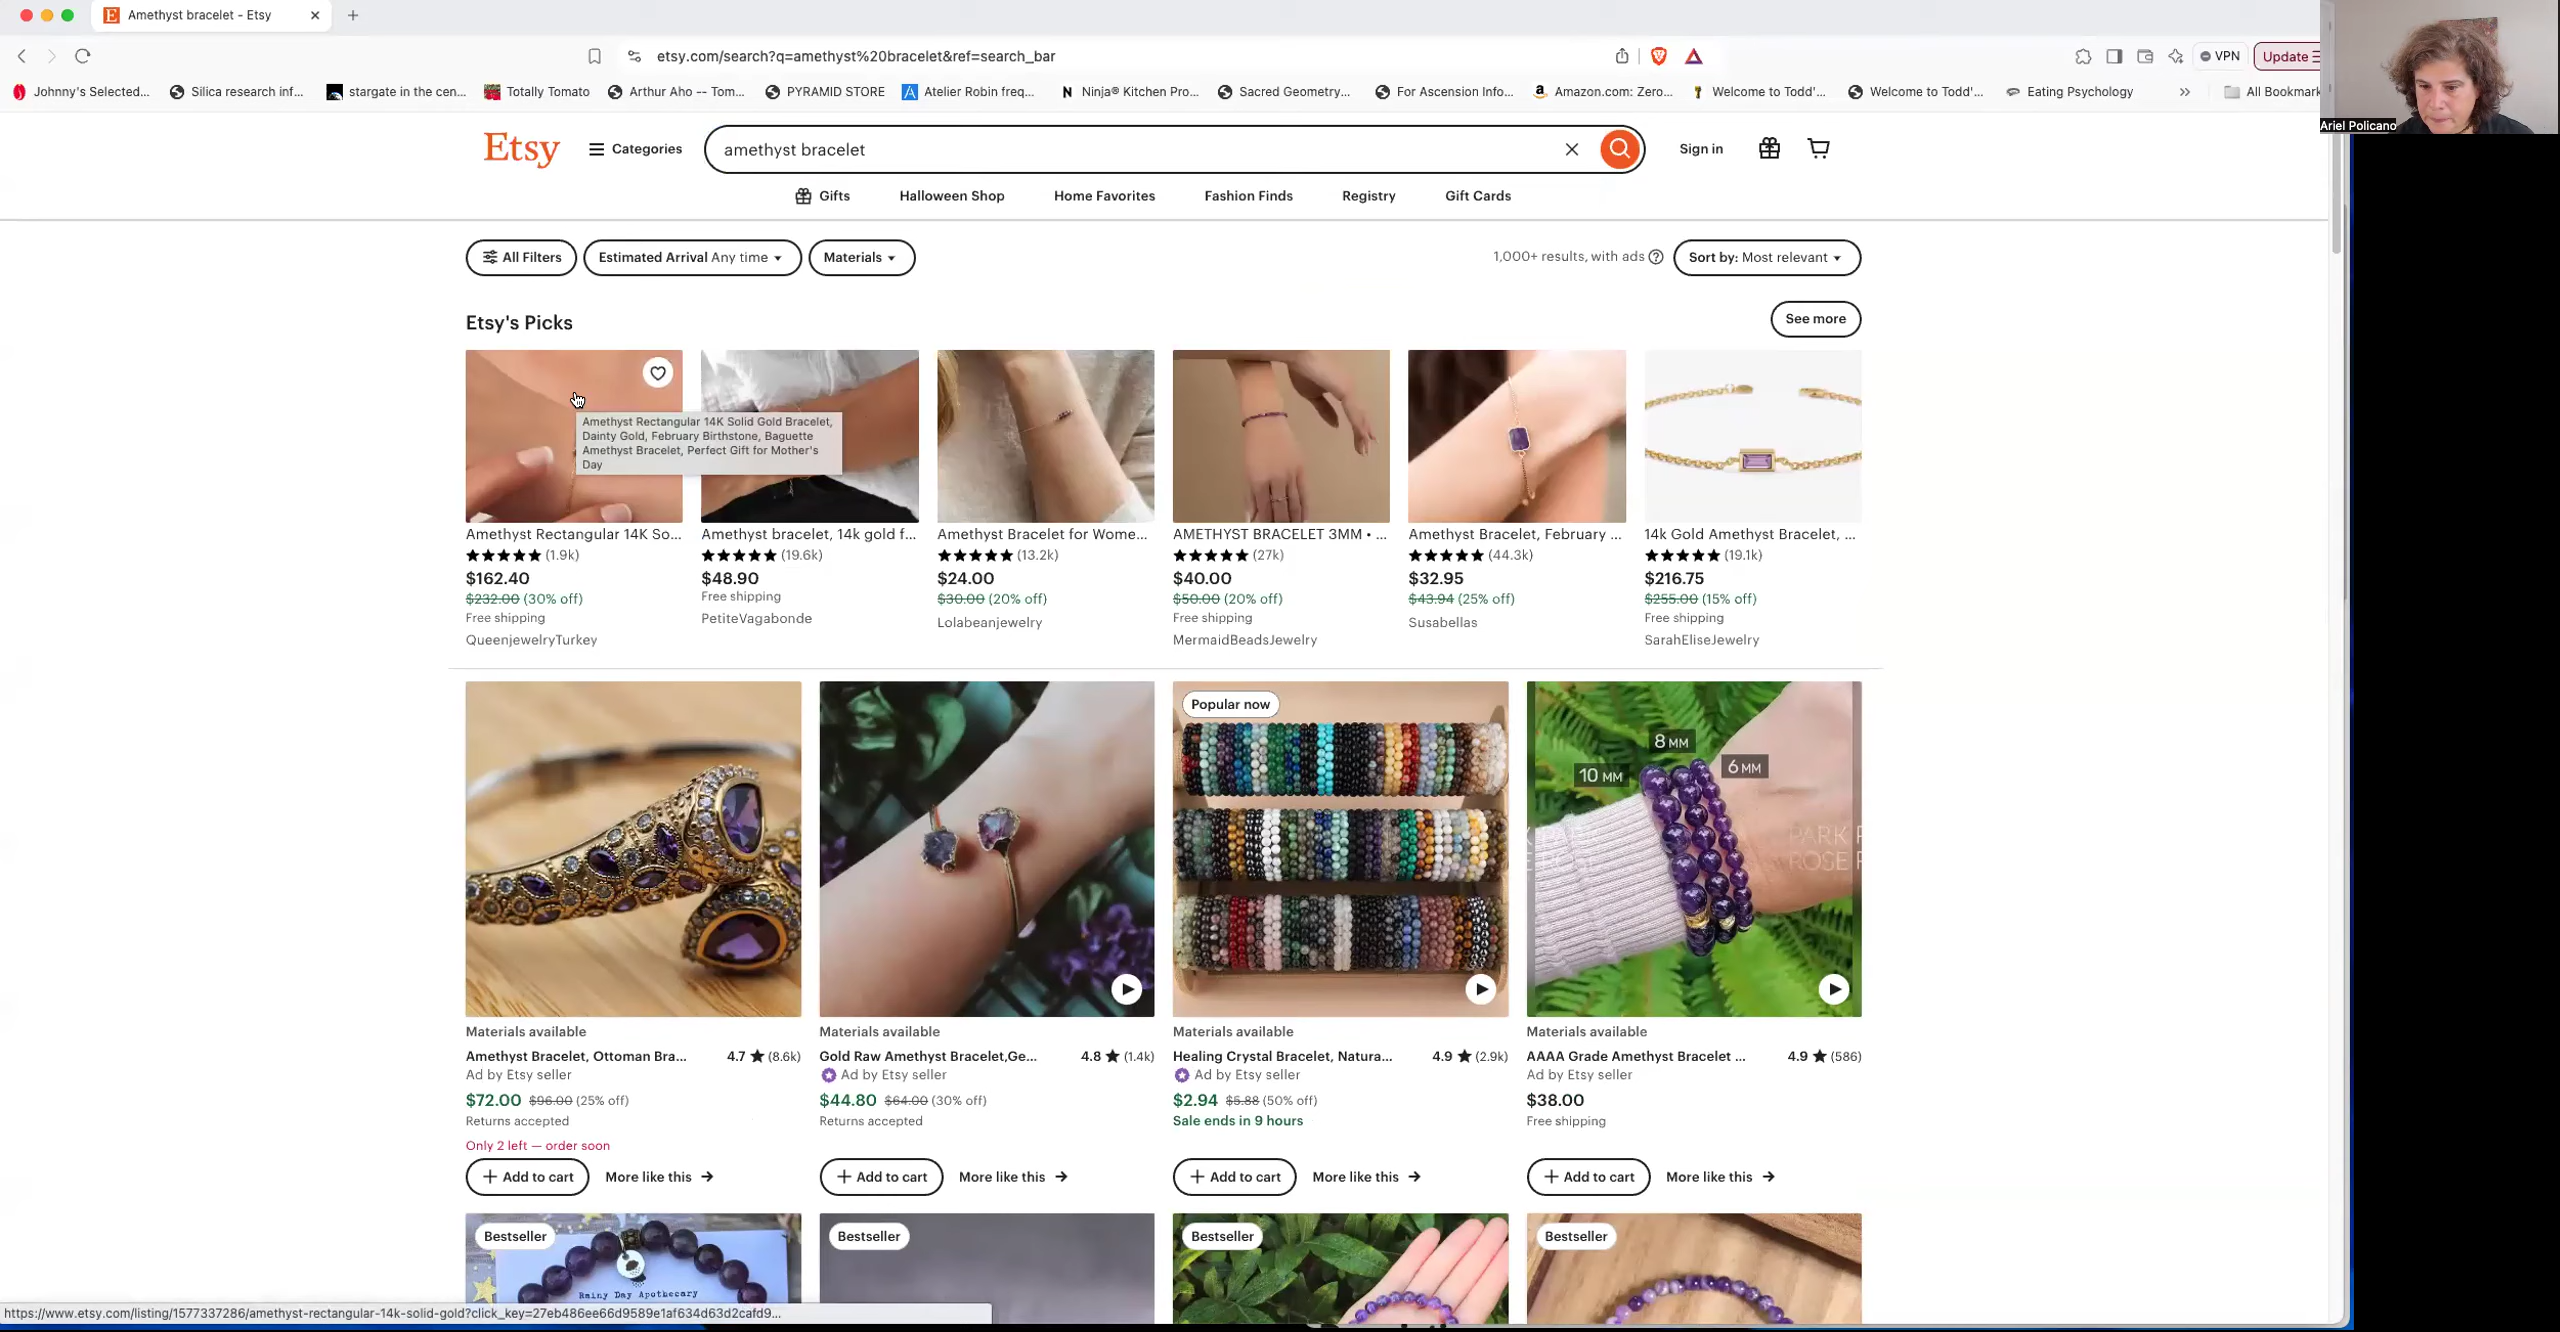 Amethyst bracelet - Etsy
etsy.com/search?q=amethyst%20bracelet&ref=search_bar
VPN
Update
Johnny's Selected...
Silica research inf...
stargate in the cen...
Totally Tomato
Arthur Aho -- Tom...
PYRAMID STORE
Atelier Robin freq...
Ninja® Kitchen Pro...
Sacred Geometry...
For Ascension Info...
Amazon.com: Zero...
Welcome to Todd'...
Welcome to Todd'...
Eating Psychology
All Bookmark
Ariel Policano
Etsy
Categories
amethyst bracelet
Sign in
Gifts
Halloween Shop
Home Favorites
Fashion Finds
Registry
Gift Cards
All Filters
Estimated Arrival Any time
Materials
1,000+ results, with ads
Sort by: Most relevant
Etsy's Picks
See more
Amethyst Rectangular 14K Solid Gold Bracelet,
Dainty Gold, February Birthstone, Baguette
Amethyst Bracelet, Perfect Gift for Mother's
Day
Amethyst Rectangular 14K So...
(1.9k)
$162.40
$232.00 (30% off)
Free shipping
QueenjewelryTurkey
Amethyst bracelet, 14k gold f...
(19.6k)
$48.90
Free shipping
PetiteVagabonde
Amethyst Bracelet for Wome...
(13.2k)
$24.00
$30.00 (20% off)
Lolabeanjewelry
AMETHYST BRACELET 3MM • ...
(27k)
$40.00
$50.00 (20% off)
Free shipping
MermaidBeadsJewelry
Amethyst Bracelet, February ...
(44.3k)
$32.95
$43.94 (25% off)
Susabellas
14k Gold Amethyst Bracelet, ...
(19.1k)
$216.75
$255.00 (15% off)
Free shipping
SarahEliseJewelry
Popular now
8 MM
10 MM
6 MM
PARK
ROSE
Materials available
Amethyst Bracelet, Ottoman Bra...
4.7 ★ (8.6k)
Ad by Etsy seller
$72.00 $96.00 (25% off)
Returns accepted
Only 2 left — order soon
Add to cart
More like this
Materials available
Gold Raw Amethyst Bracelet,Ge...
4.8 ★ (1.4k)
Ad by Etsy seller
$44.80 $64.00 (30% off)
Returns accepted
Add to cart
More like this
Materials available
Healing Crystal Bracelet, Natura...
4.9 ★ (2.9k)
Ad by Etsy seller
$2.94 $5.88 (50% off)
Sale ends in 9 hours
Add to cart
More like this
Materials available
AAAA Grade Amethyst Bracelet ...
4.9 ★ (586)
Ad by Etsy seller
$38.00
Free shipping
Add to cart
More like this
Bestseller
Rainy Day Apothecary
Bestseller
Bestseller
Bestseller
https://www.etsy.com/listing/1577337286/amethyst-rectangular-14k-solid-gold?click_key=27eb486ee66d9589e1af634d63d2cafd9...